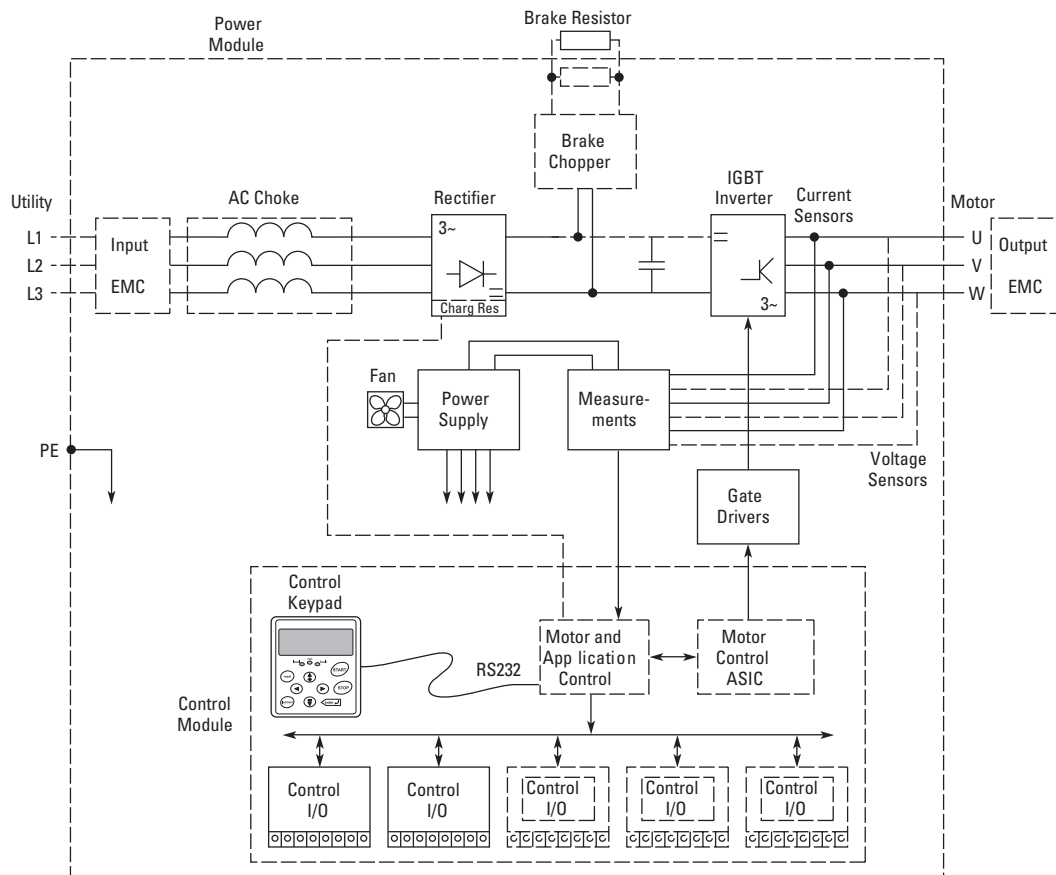 Power
Module
Brake Resistor
Brake
Chopper
Utility
AC Choke
Rectifier
IGBT
Inverter
Current
Sensors
Motor
L1
L2
L3
Input
EMC
3~
Charg Res
3~
U
V
W
Output
EMC
Fan
Power
Supply
Measure-
ments
PE
Voltage
Sensors
Gate
Drivers
Control
Keypad
START
STOP
RS232
Motor and
App lication
Control
Motor
Control
ASIC
Control
Module
Control
I/O
Control
I/O
Control
I/O
Control
I/O
Control
I/O